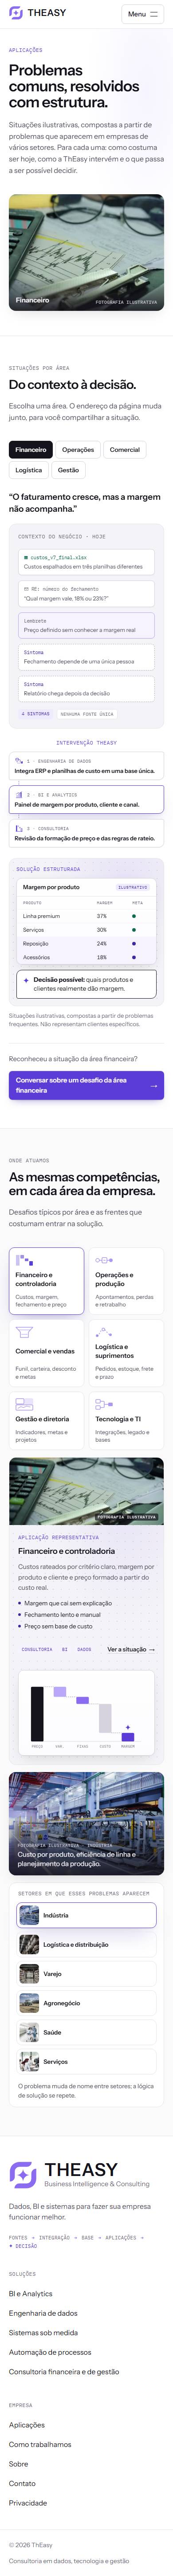 THEASY
Menu
APLICAÇÕES
Problemas
comuns, resolvidos
com estrutura.
Situações ilustrativas, compostas a partir de
problemas que aparecem em empresas de
vários setores. Para cada uma: como costuma
ser hoje, como a ThEasy intervém e o que passa
a ser possível decidir.
Financeiro
FOTOGRAFIA ILUSTRATIVA
SITUAÇÕES POR ÁREA
Do contexto à decisão.
Escolha uma área. O endereço da página muda
junto, para você compartilhar a situação.
Financeiro
Operações
Comercial
Logística
Gestão
“O faturamento cresce, mas a margem
não acompanha.”
CONTEXTO DO NEGÓCIO · HOJE
custos_v7_final.xlsx
Custos espalhados em três planilhas diferentes
RE: número do fechamento
“Qual margem vale, 18% ou 23%?”
Lembrete
Preço definido sem conhecer a margem real
Sintoma
Fechamento depende de uma única pessoa
Sintoma
Relatório chega depois da decisão
4 SINTOMAS
NENHUMA FONTE ÚNICA
INTERVENÇÃO THEASY
1 · ENGENHARIA DE DADOS
Integra ERP e planilhas de custo em uma base única.
2 · BI E ANALYTICS
Painel de margem por produto, cliente e canal.
3 · CONSULTORIA
Revisão da formação de preço e das regras de rateio.
SOLUÇÃO ESTRUTURADA
Margem por produto
ILUSTRATIVO
PRODUTO MARGEM META
Linha premium 37%
Serviços 30%
Reposição 24%
Acessórios 18%
Decisão possível: quais produtos e
clientes realmente dão margem.
Situações ilustrativas, compostas a partir de problemas
frequentes. Não representam clientes específicos.
Reconheceu a situação da área financeira?
Conversar sobre um desafio da área
financeira →
ONDE ATUAMOS
As mesmas competências,
em cada área da empresa.
Desafios típicos por área e as frentes que
costumam entrar na solução.
Financeiro e
controladoria
Custos, margem,
fechamento e preço
Operações e
produção
Apontamentos, perdas
e retrabalho
Comercial e vendas
Funil, carteira, desconto
e metas
Logística e
suprimentos
Pedidos, estoque, frete
e prazo
Gestão e diretoria
Indicadores, metas e
projetos
Tecnologia e TI
Integrações, legado e
bases
FOTOGRAFIA ILUSTRATIVA
APLICAÇÃO REPRESENTATIVA
Financeiro e controladoria
Custos rateados por critério claro, margem por
produto e cliente e preço formado a partir do
custo real.
Margem que cai sem explicação
Fechamento lento e manual
Preço sem base de custo
CONSULTORIA
BI
DADOS
Ver a situação →
PREÇO
VAR.
FIXAS
CUSTO
MARGEM
FOTOGRAFIA ILUSTRATIVA · INDÚSTRIA
Custo por produto, eficiência de linha e
planejamento da produção.
SETORES EM QUE ESSES PROBLEMAS APARECEM
Indústria
Logística e distribuição
Varejo
Agronegócio
Saúde
Serviços
O problema muda de nome entre setores; a lógica
de solução se repete.
THEASY
Business Intelligence & Consulting
Dados, BI e sistemas para fazer sua empresa
funcionar melhor.
FONTES → INTEGRAÇÃO → BASE → APLICAÇÕES →
DECISÃO
SOLUÇÕES
BI e Analytics
Engenharia de dados
Sistemas sob medida
Automação de processos
Consultoria financeira e de gestão
EMPRESA
Aplicações
Como trabalhamos
Sobre
Contato
Privacidade
© 2026 ThEasy
Consultoria em dados, tecnologia e gestão